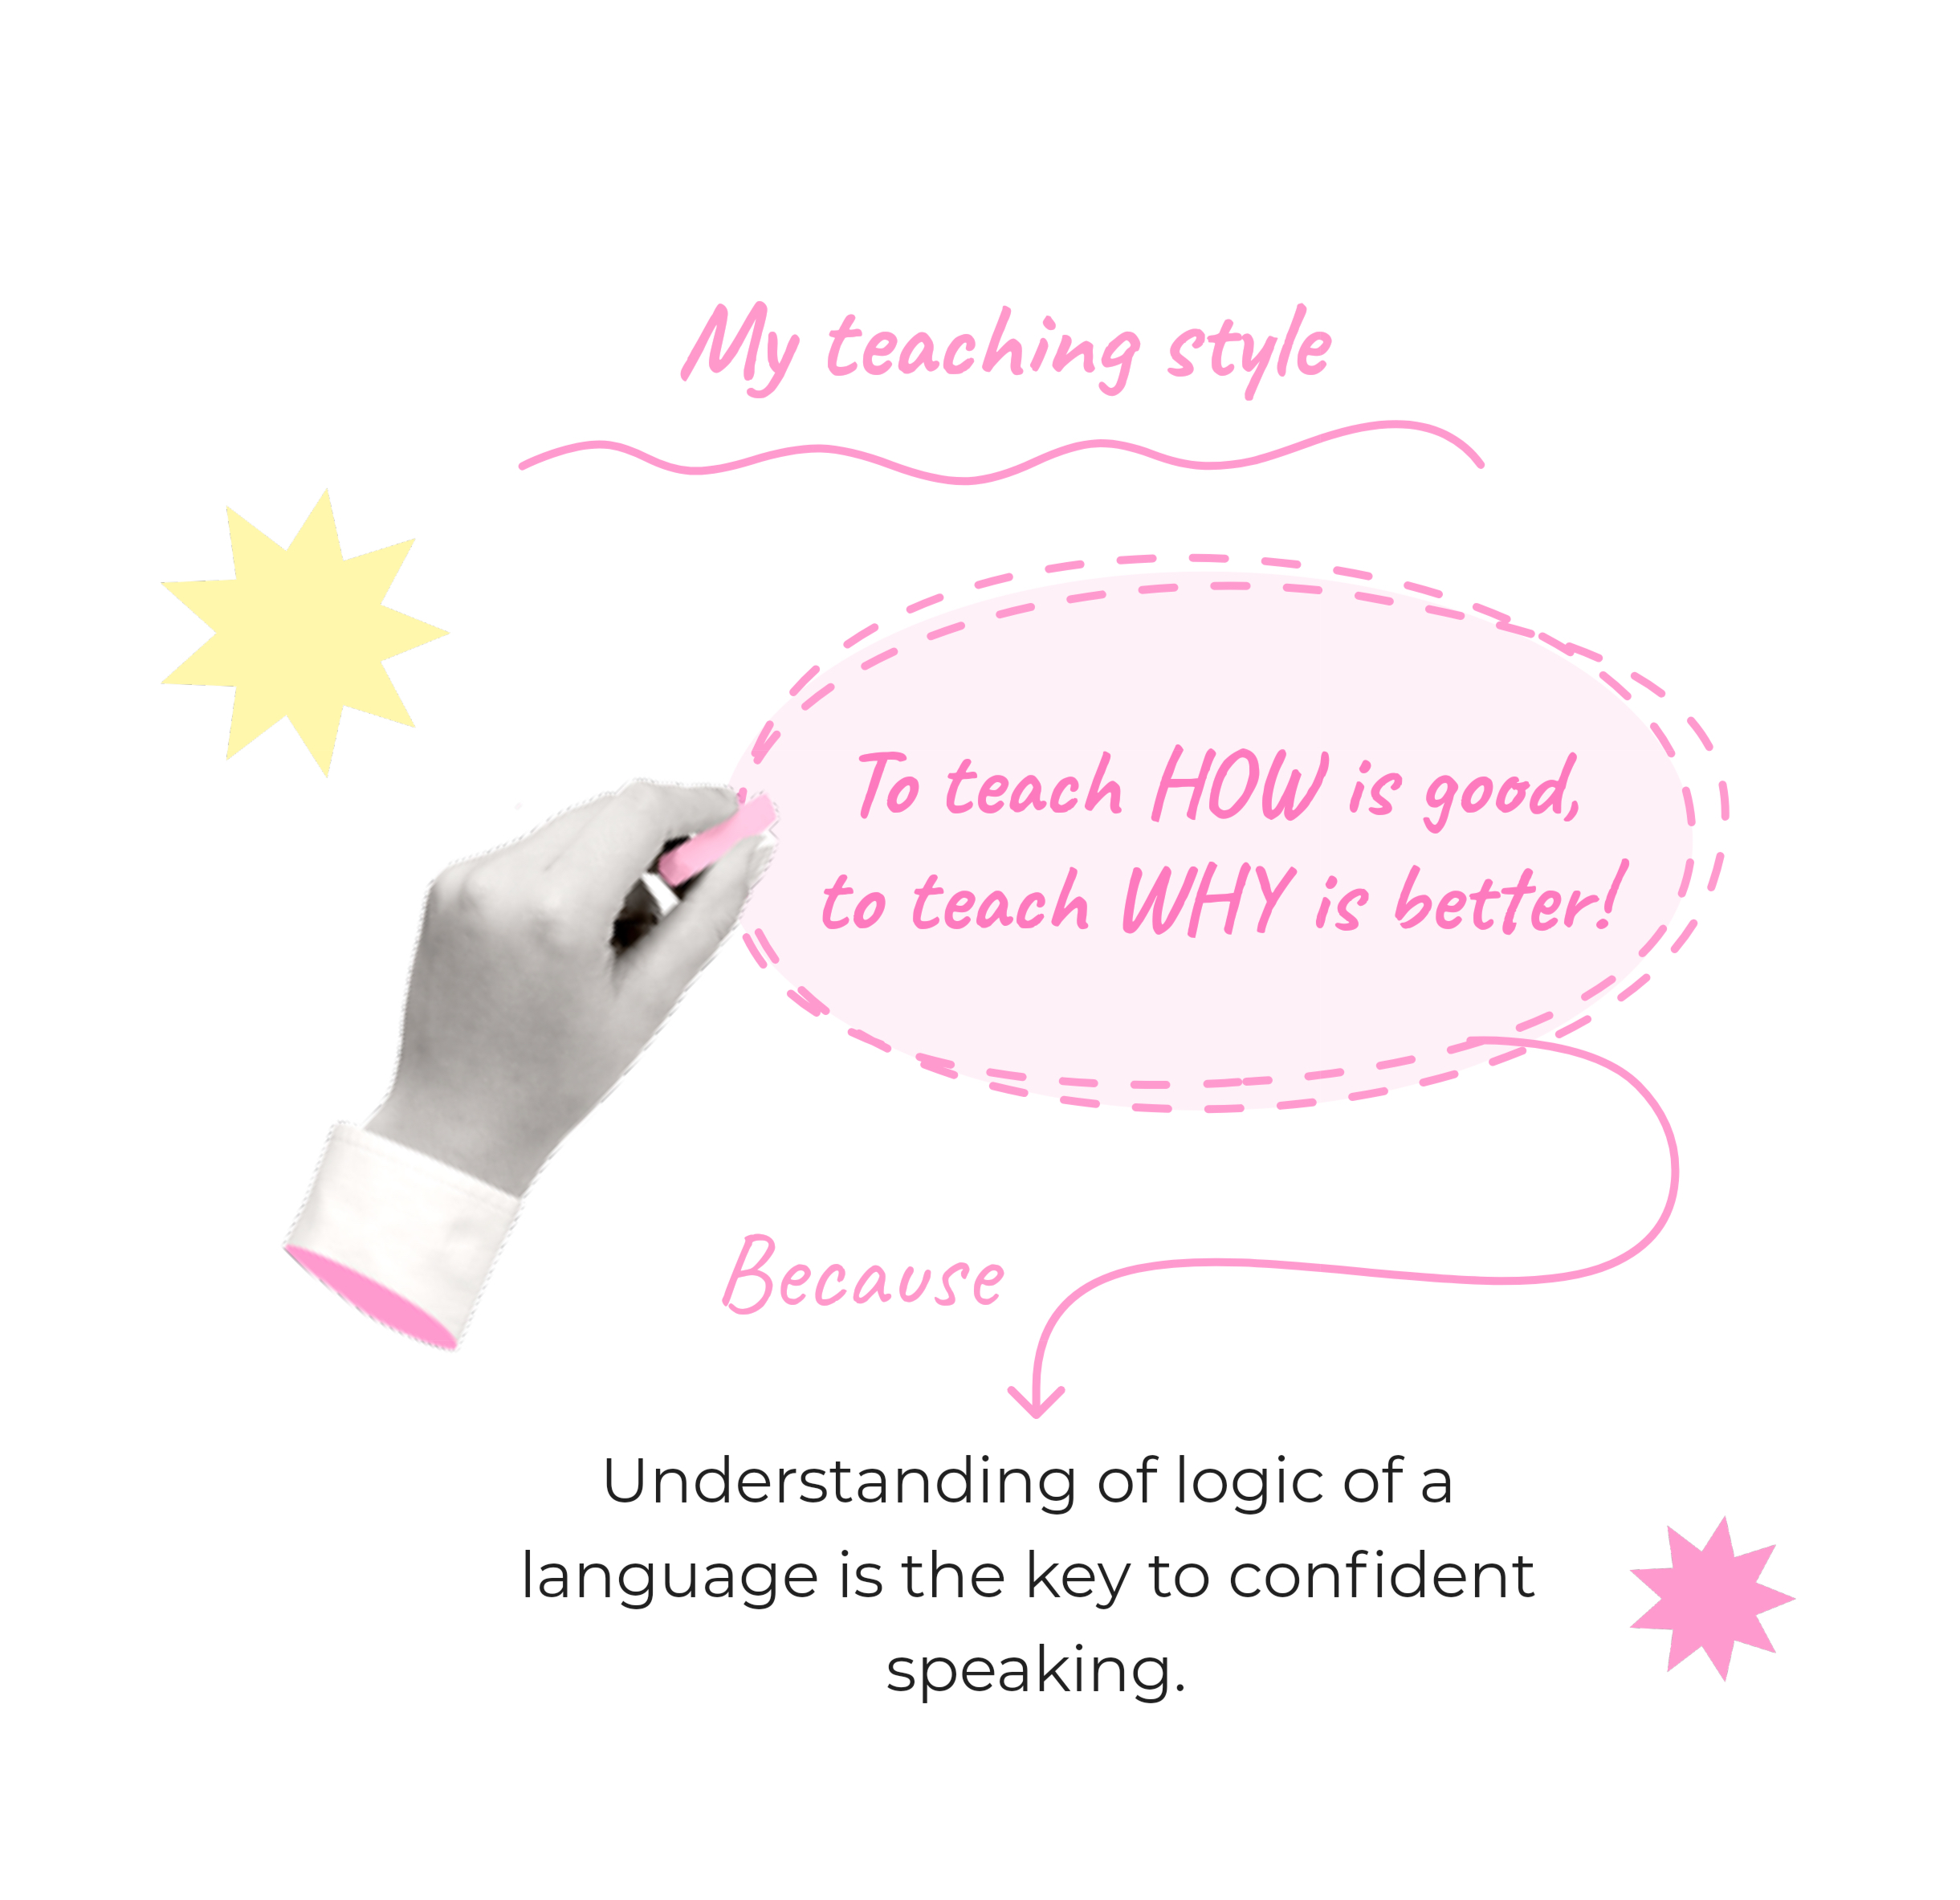 My teaching style
To teach HOW is good,
to teach WHY is better!
Because
Understanding of logic of a
language is the key to confident
speaking.